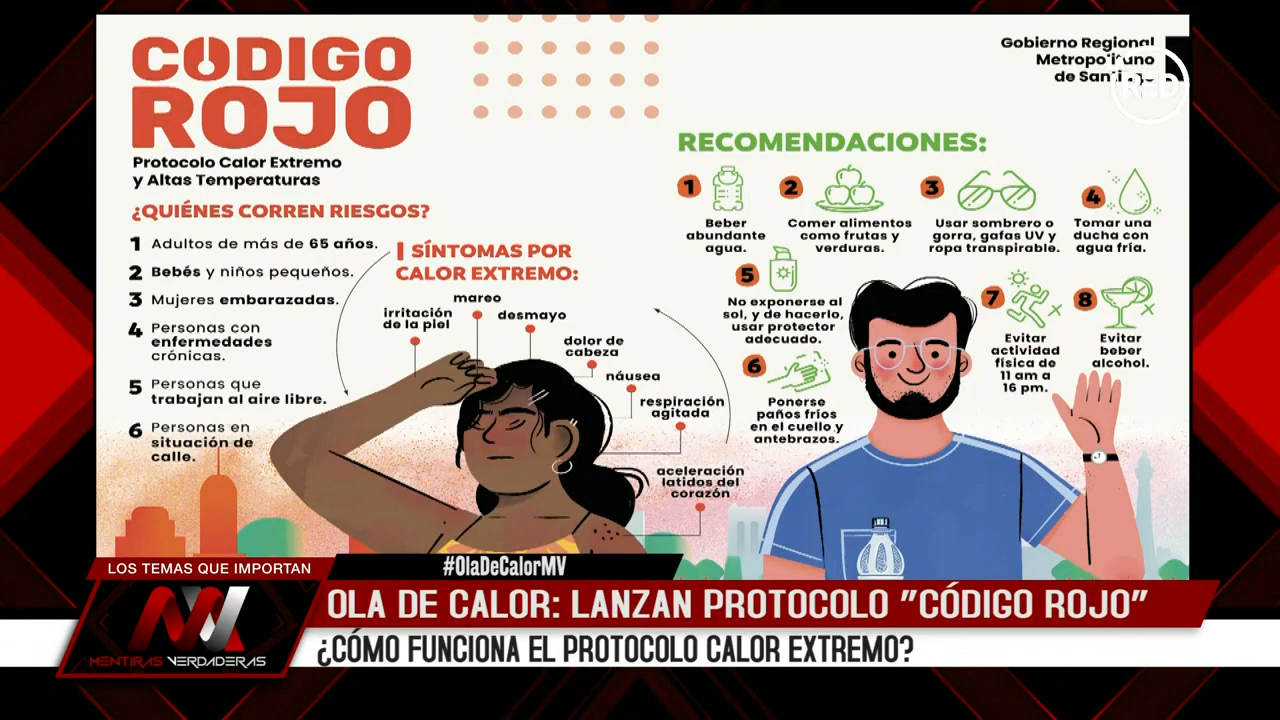 CÓDIGO
ROJO
Protocolo Calor Extremo
y Altas Temperaturas
¿QUIÉNES CORREN RIESGOS?
1 Adultos de más de 65 años.
2 Bebés y niños pequeños.
3 Mujeres embarazadas.
4 Personas con
enfermedades
crónicas.
5 Personas que
trabajan al aire libre.
6 Personas en
situación de
calle.
SÍNTOMAS POR
CALOR EXTREMO:
irritación
de la piel
mareo
desmayo
dolor de
cabeza
náusea
respiración
agitada
aceleración
latidos del
corazón
Gobierno Regional
Metropolitano
de Santiago
RED
RECOMENDACIONES:
1
Beber
abundante
agua.
2
Comer alimentos
como frutas y
verduras.
3
Usar sombrero o
gorra, gafas UV y
ropa transpirable.
4
Tomar una
ducha con
agua fría.
5
No exponerse al
sol, y de hacerlo,
usar protector
adecuado.
6
Ponerse
paños fríos
en el cuello y
antebrazos.
7
Evitar
actividad
física de
11 am a
16 pm.
8
Evitar
beber
alcohol.
LOS TEMAS QUE IMPORTAN
#OlaDeCalorMV
MV
MENTIRAS VERDADERAS
OLA DE CALOR: LANZAN PROTOCOLO "CÓDIGO ROJO"
¿CÓMO FUNCIONA EL PROTOCOLO CALOR EXTREMO?